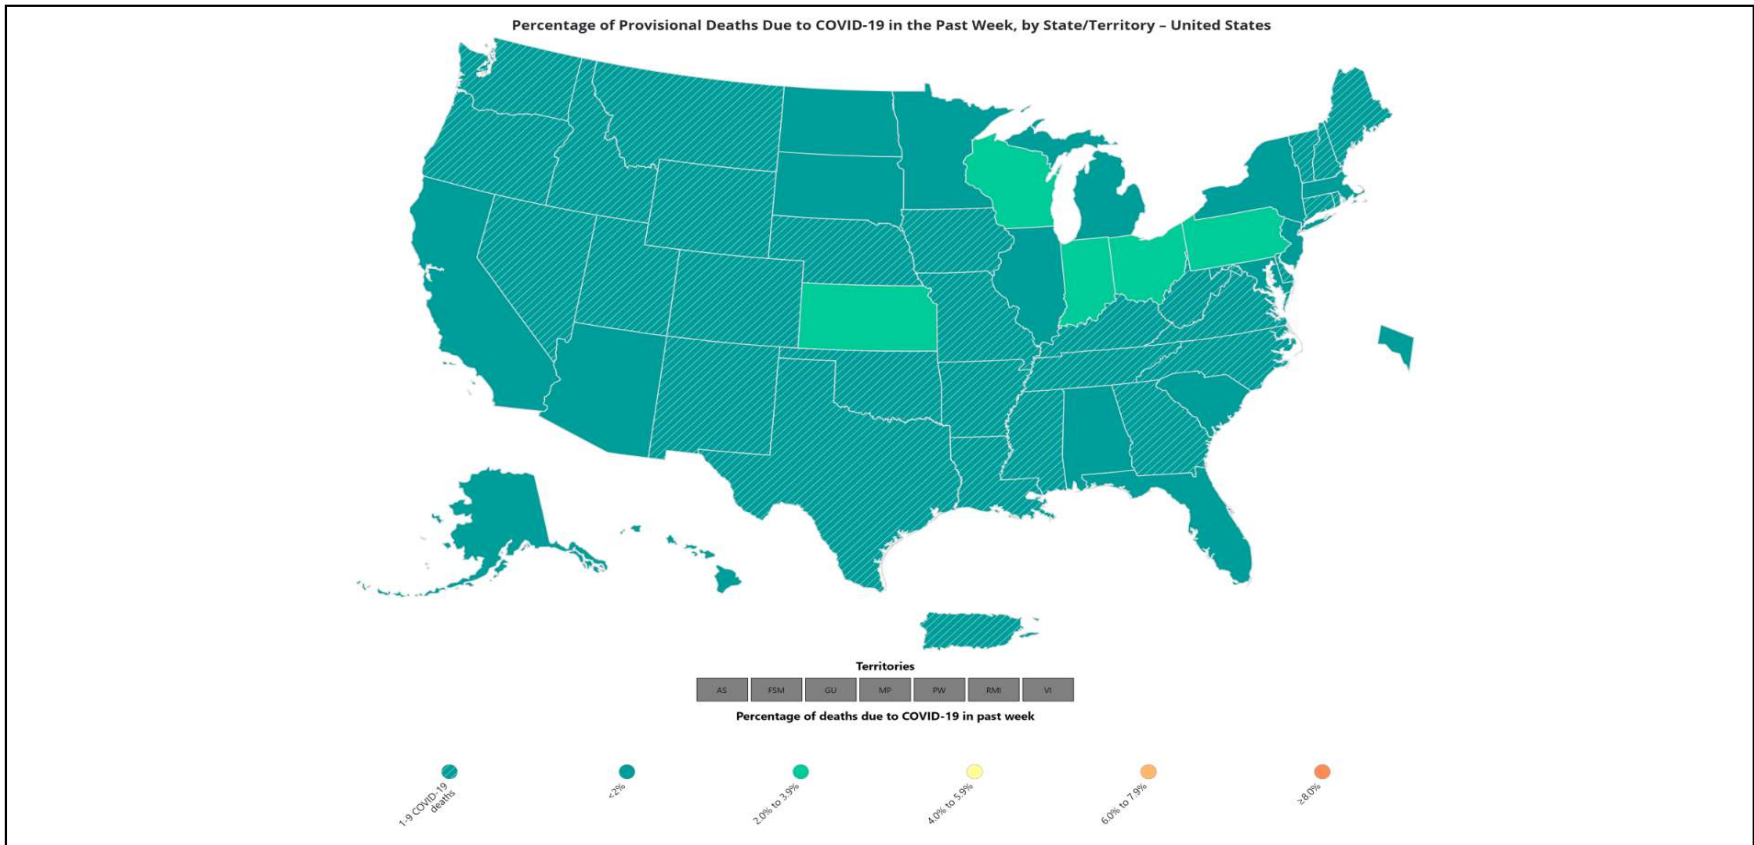 Percentage of Provisional Deaths Due to COVID-19 in the Past Week, by State/Territory – United States
Territories
AS
FSM
GU
MP
PW
RMI
VI
Percentage of deaths due to COVID-19 in past week
1-9 COVID-19
deaths
<2%
2.0% to 3.9%
4.0% to 5.9%
6.0% to 7.9%
≥8.0%